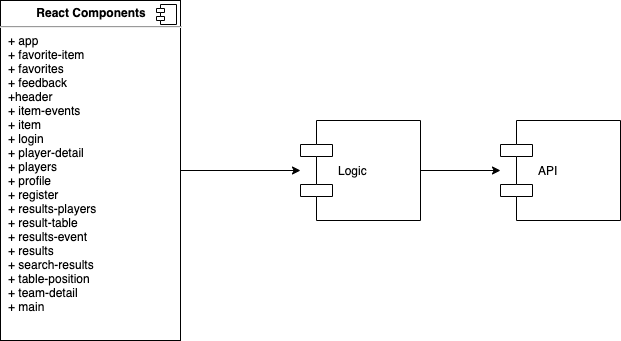 React Components
+ app
+ favorite-item
+ favorites
+ feedback
+header
+ item-events
+ item
+ login
+ player-detail
+ players
+ profile
+ register
+ results-players
+ result-table
+ results-event
+ results
+ search-results
+ table-position
+ team-detail
+ main
Logic
API